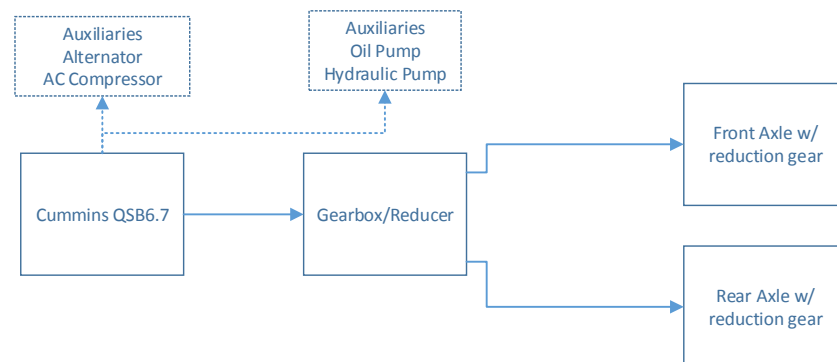 Auxiliaries
Alternator
AC Compressor
Auxiliaries
Oil Pump
Hydraulic Pump
Front Axle w/
reduction gear
Cummins QSB6.7
Gearbox/Reducer
Rear Axle w/
reduction gear